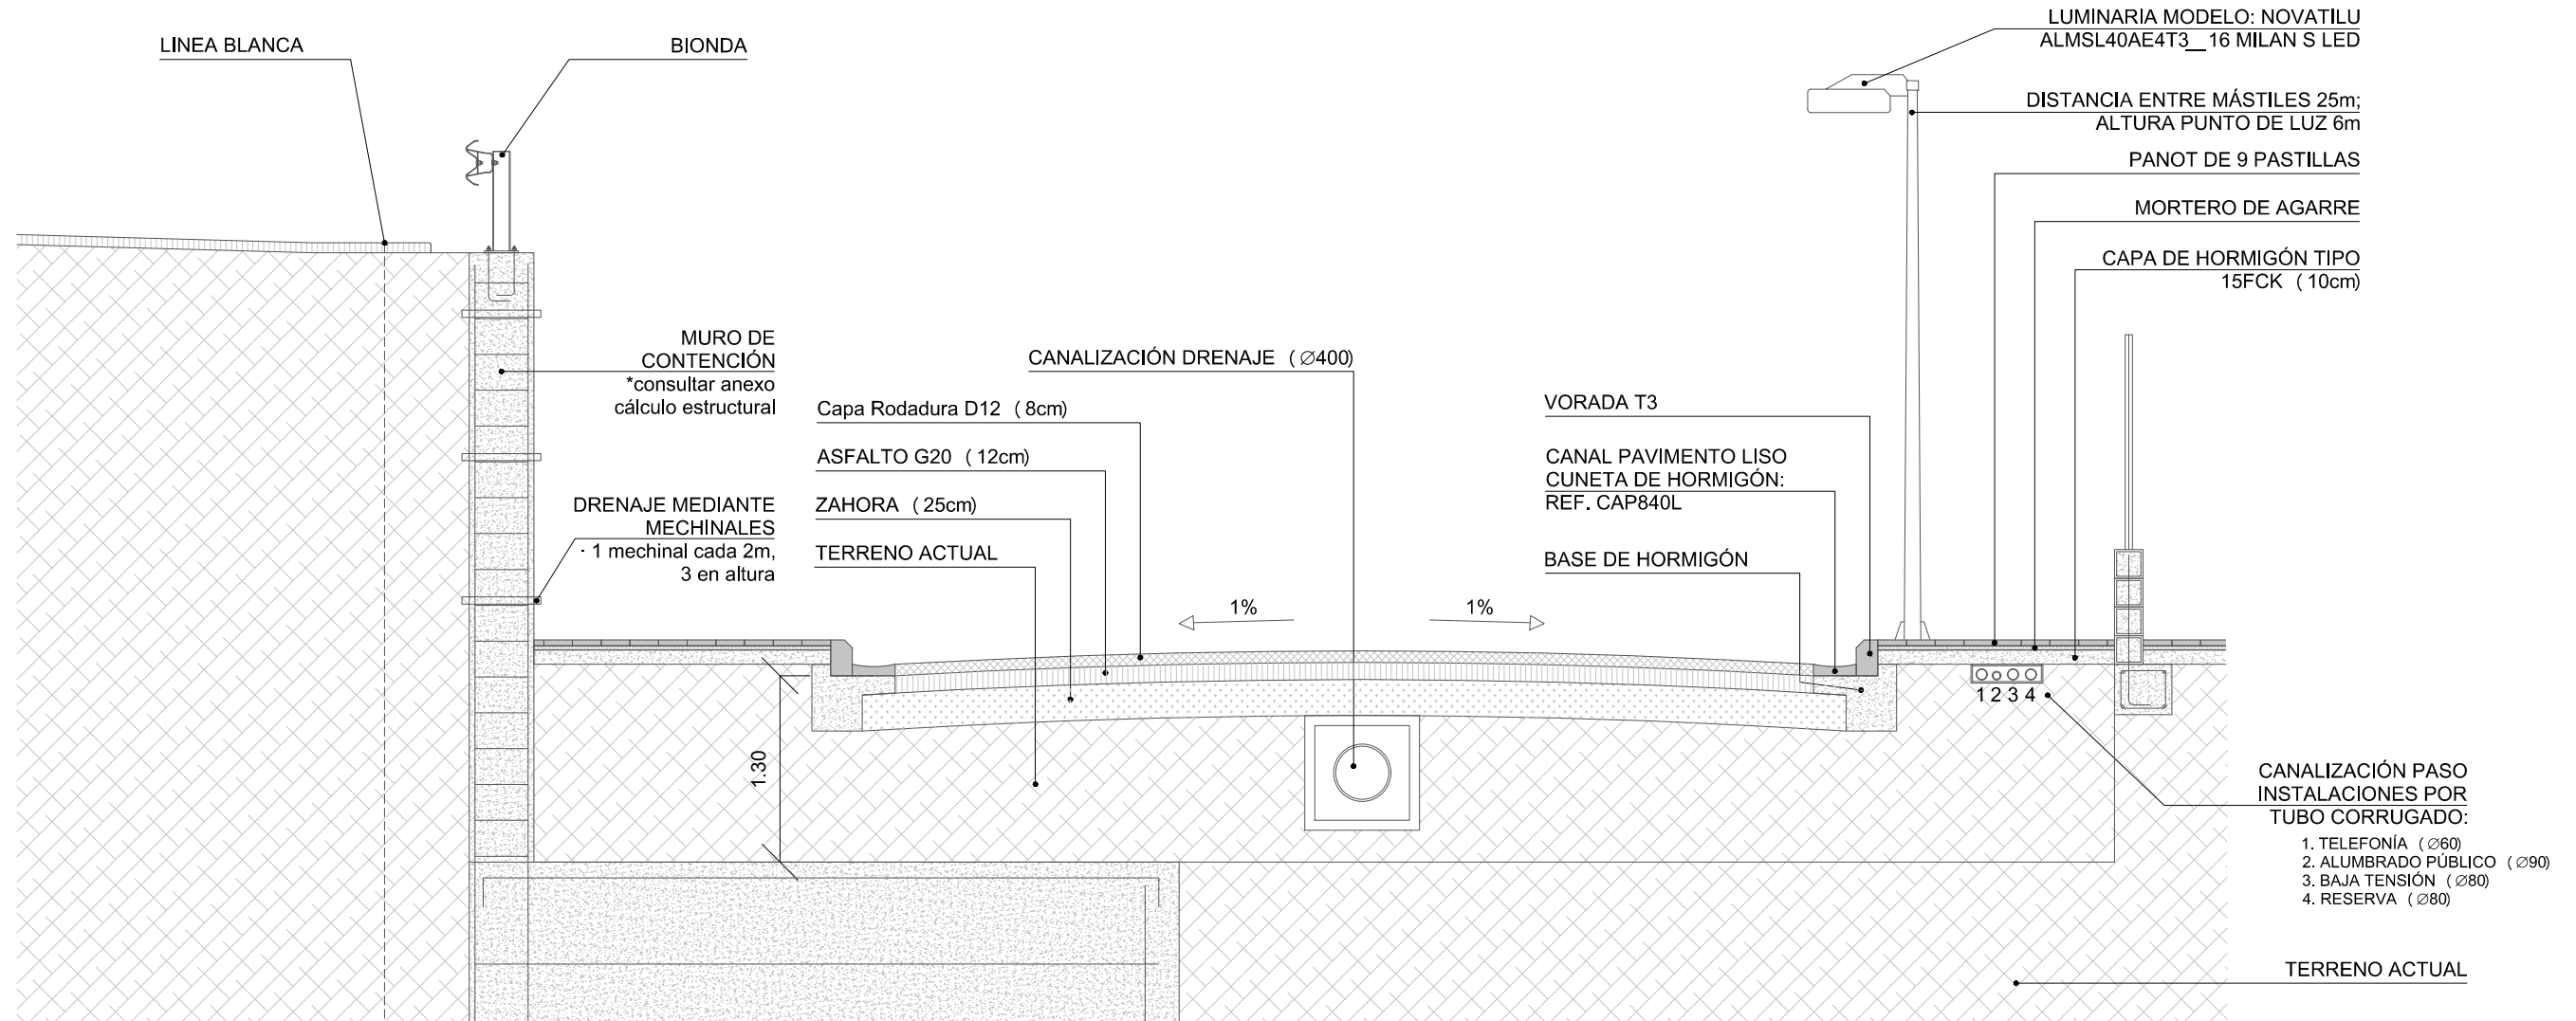 LINEA BLANCA
BIONDA
LUMINARIA MODELO: NOVATILU
ALMSL40AE4T3__16 MILAN S LED
DISTANCIA ENTRE MÁSTILES 25m;
ALTURA PUNTO DE LUZ 6m
PANOT DE 9 PASTILLAS
MORTERO DE AGARRE
CAPA DE HORMIGÓN TIPO
15FCK (10cm)
MURO DE
CONTENCIÓN
*consultar anexo
cálculo estructural
DRENAJE MEDIANTE
MECHINALES
· 1 mechinal cada 2m,
3 en altura
CANALIZACIÓN DRENAJE (∅400)
Capa Rodadura D12 (8cm)
ASFALTO G20 (12cm)
ZAHORA (25cm)
TERRENO ACTUAL
VORADA T3
CANAL PAVIMENTO LISO
CUNETA DE HORMIGÓN:
REF. CAP840L
BASE DE HORMIGÓN
1%
1%
1.30
1 2 3 4
CANALIZACIÓN PASO
INSTALACIONES POR
TUBO CORRUGADO:
1. TELEFONÍA (∅60)
2. ALUMBRADO PÚBLICO (∅90)
3. BAJA TENSIÓN (∅80)
4. RESERVA (∅80)
TERRENO ACTUAL